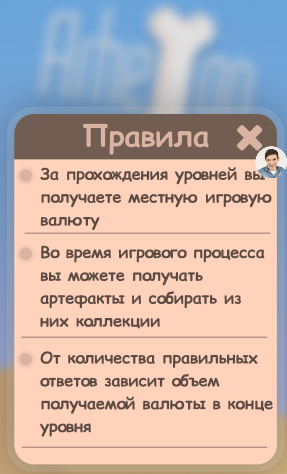 Правила
За прохождения уровней вы
получаете местную игровую
валюту
Во время игрового процесса
вы можете получать
артефакты и собирать из
них коллекции
От количества правильных
ответов зависит объем
получаемой валюты в конце
уровня